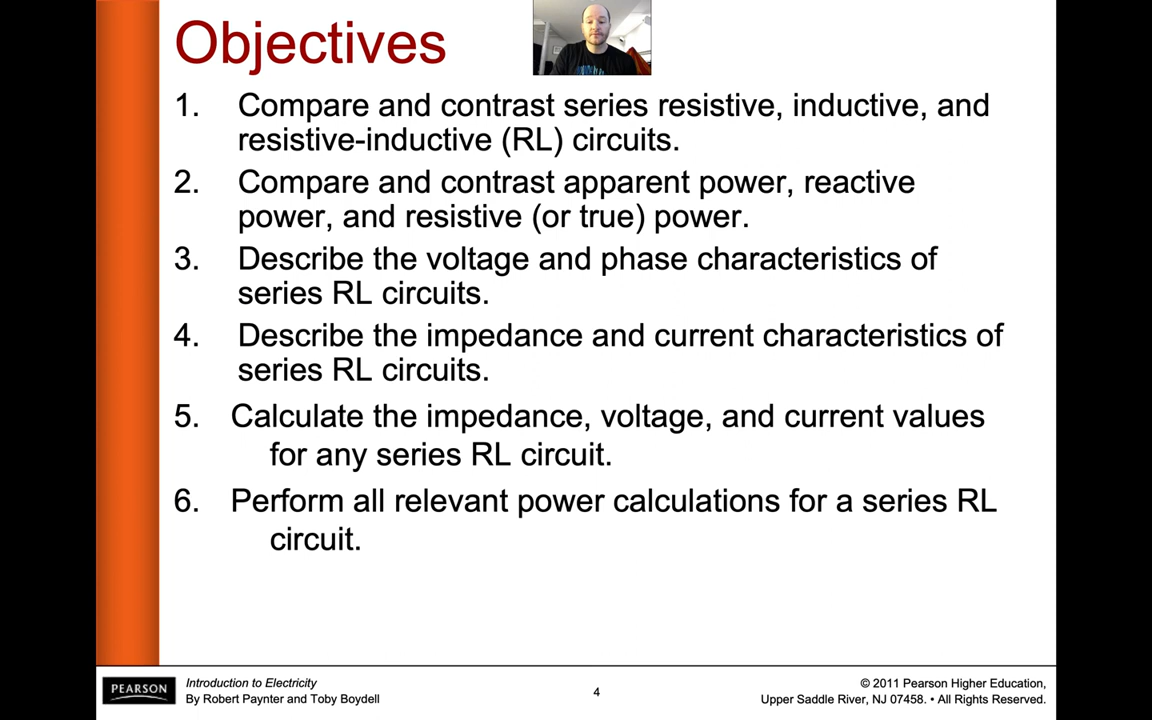 Objectives
1. Compare and contrast series resistive, inductive, and
resistive-inductive (RL) circuits.
2. Compare and contrast apparent power, reactive
power, and resistive (or true) power.
3. Describe the voltage and phase characteristics of
series RL circuits.
4. Describe the impedance and current characteristics of
series RL circuits.
5. Calculate the impedance, voltage, and current values
for any series RL circuit.
6. Perform all relevant power calculations for a series RL
circuit.
PEARSON
Introduction to Electricity
By Robert Paynter and Toby Boydell
4
© 2011 Pearson Higher Education,
Upper Saddle River, NJ 07458. • All Rights Reserved.